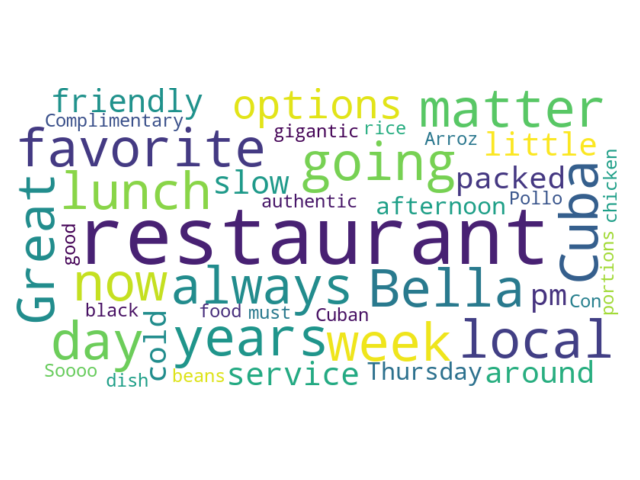 friendly
options
matter
Complimentary
gigantic
rice
Arroz
little
favorite
going
chicken
lunch
slow
packed
Cuba
authentic
afternoon
Pollo
Great
good
restaurant
portions
now
always
Bella
pm
Con
black
food
must
Cuban
day
cold
years
week
local
Soooo
dish
beans
service
Thursday
around